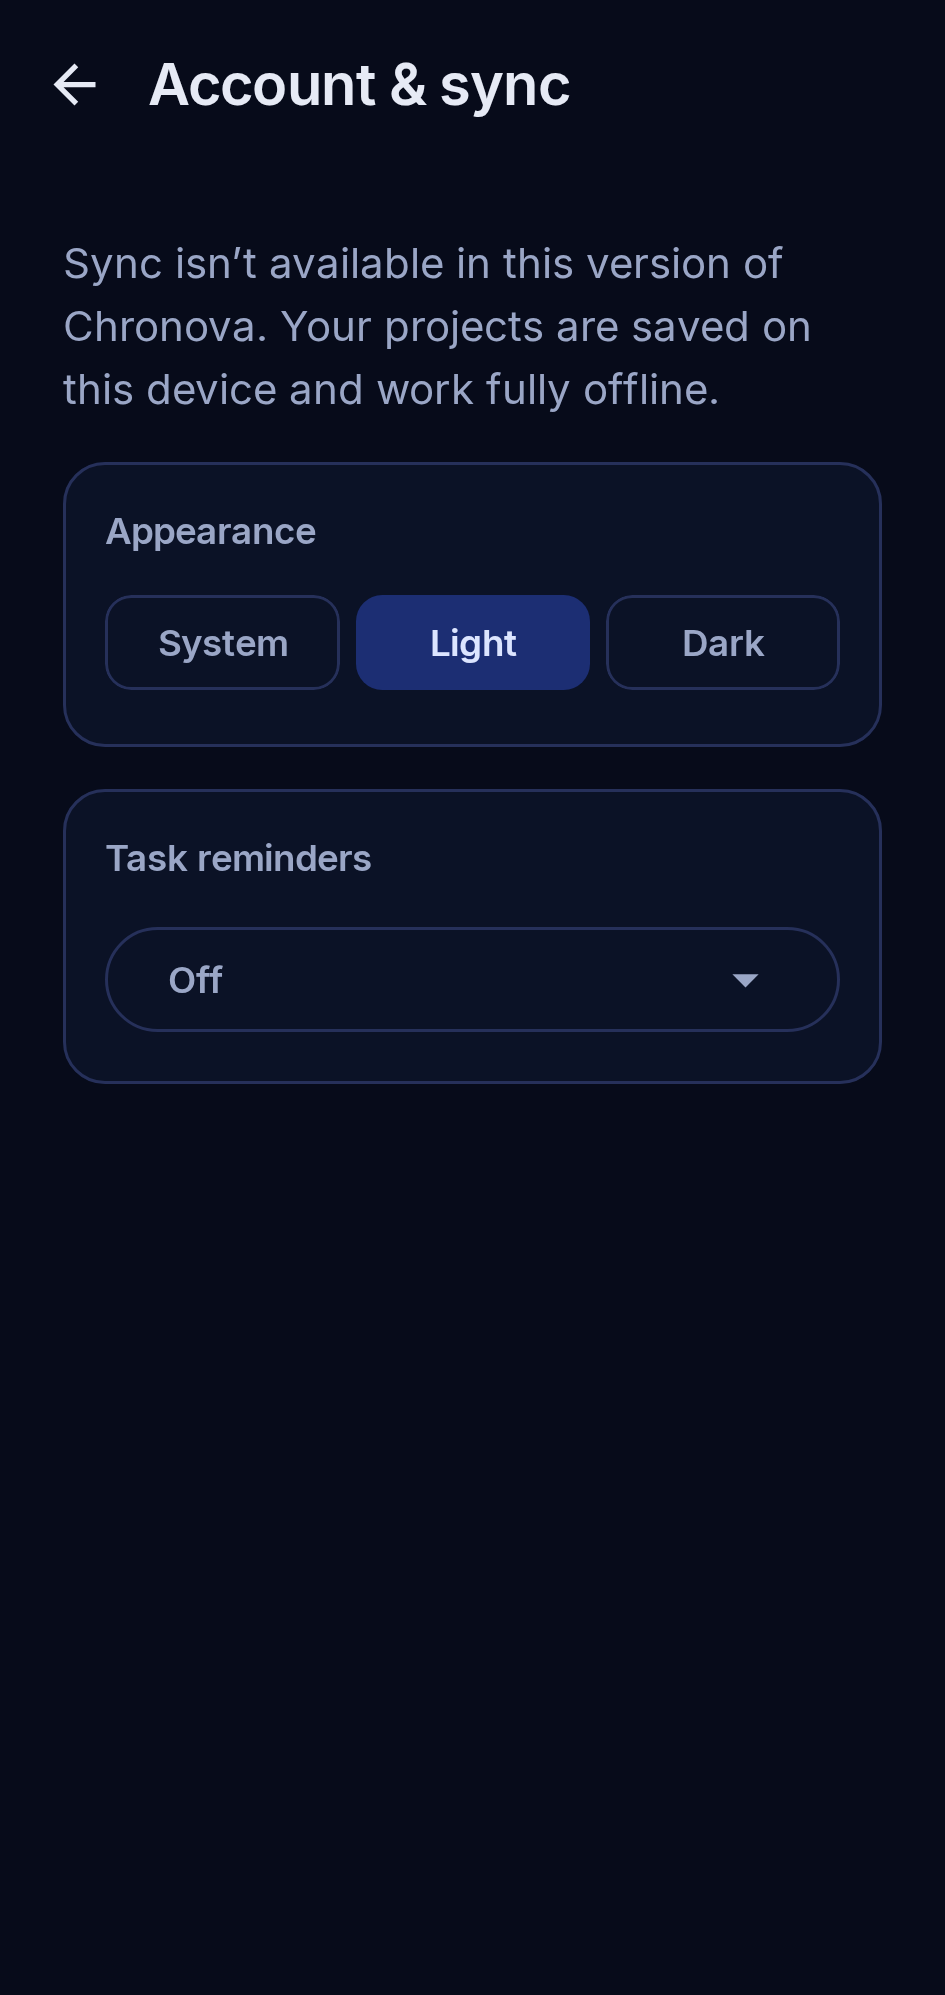 Account & sync
Sync isn’t available in this version of
Chronova. Your projects are saved on
this device and work fully offline.
Appearance
System Light Dark
Task reminders
Off